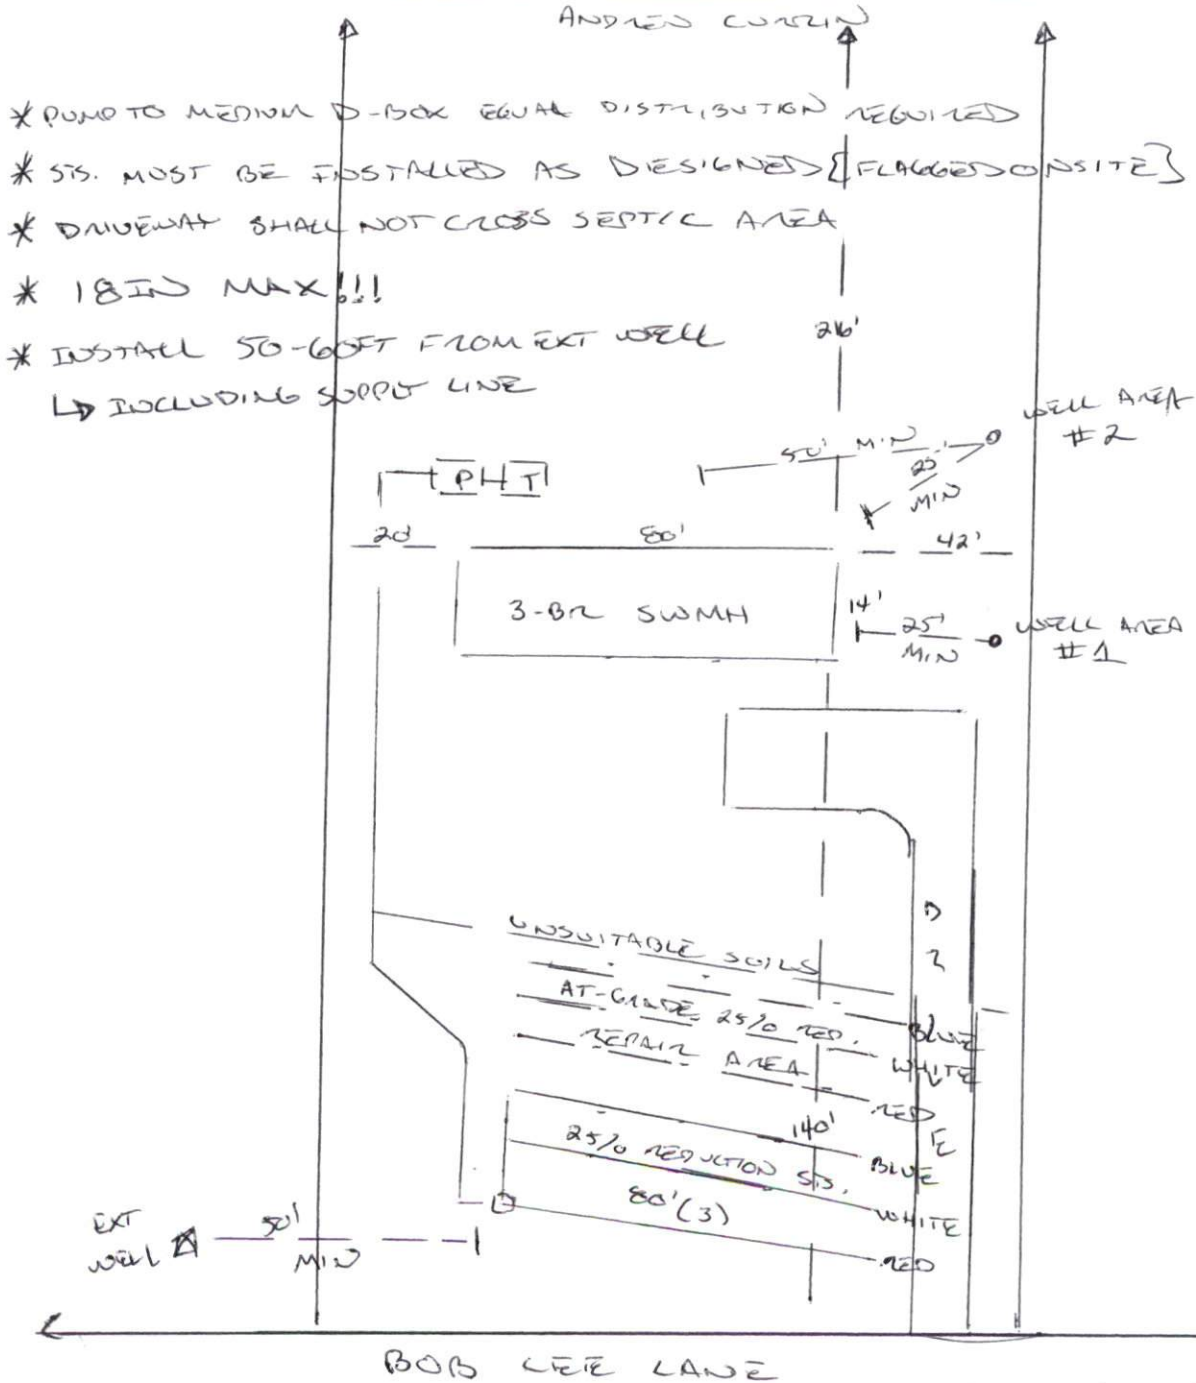 ANDREW CURRIN
* PUMP TO MEDIUM D-BOX EQUAL DISTRIBUTION REQUIRED
* SYS. MUST BE INSTALLED AS DIESIGNED {FLAGGED ONSITE}
* DRIVEWAY SHALL NOT CROSS SEPTIC AREA
* 18IN MAX!!!
* INSTALL 50-60FT FROM EXT WELL
↳ INCLUDING SUPPLY LINE
216'
WELL AREA
#2
50' MIN
25'
MIN
P T
20'
80'
42'
3-BR SWMH
14'
25'
MIN
WELL AREA
#1
D
R
I
V
E
UNSUITABLE SOILS
AT-GRADE 25% RED.
REPAIR AREA
BLUE
WHITE
RED
140'
25% REDUCTION SYS.
80' (3)
BLUE
WHITE
RED
EXT
WELL
50'
MIN
BOB LEE LANE